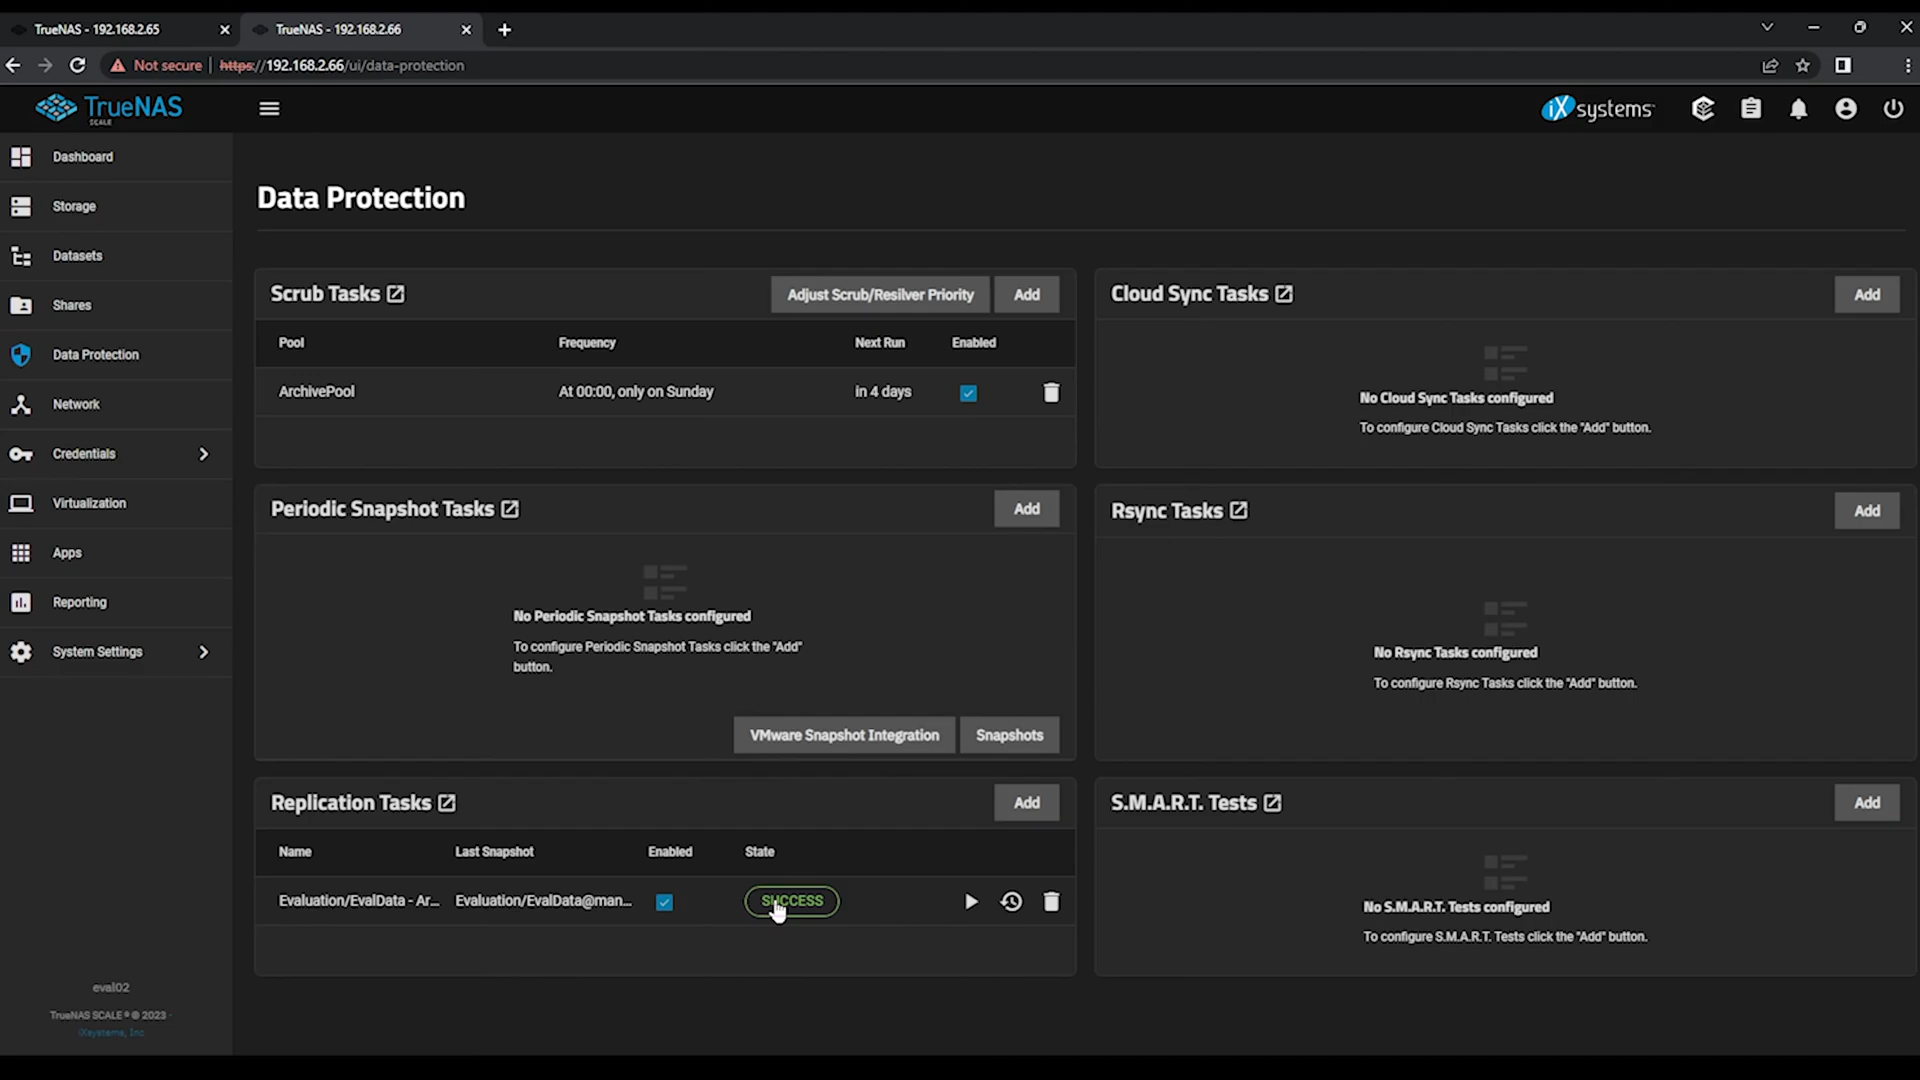 TrueNAS - 192.168.2.65
TrueNAS - 192.168.2.66
Not secure https://192.168.2.66/ui/data-protection
TrueNAS
SCALE
iXsystems
Dashboard
Storage
Datasets
Shares
Data Protection
Network
Credentials
Virtualization
Apps
Reporting
System Settings
eval02
TrueNAS SCALE ® © 2023 -
iXsystems, Inc
Data Protection
Scrub Tasks
Adjust Scrub/Resilver Priority
Add
Pool Frequency Next Run Enabled
ArchivePool At 00:00, only on Sunday in 4 days
Cloud Sync Tasks
Add
No Cloud Sync Tasks configured
To configure Cloud Sync Tasks click the "Add" button.
Periodic Snapshot Tasks
Add
No Periodic Snapshot Tasks configured
To configure Periodic Snapshot Tasks click the "Add"
button.
VMware Snapshot Integration
Snapshots
Rsync Tasks
Add
No Rsync Tasks configured
To configure Rsync Tasks click the "Add" button.
Replication Tasks
Add
Name Last Snapshot Enabled State
Evaluation/EvalData - Ar... Evaluation/EvalData@man... SUCCESS
S.M.A.R.T. Tests
Add
No S.M.A.R.T. Tests configured
To configure S.M.A.R.T. Tests click the "Add" button.